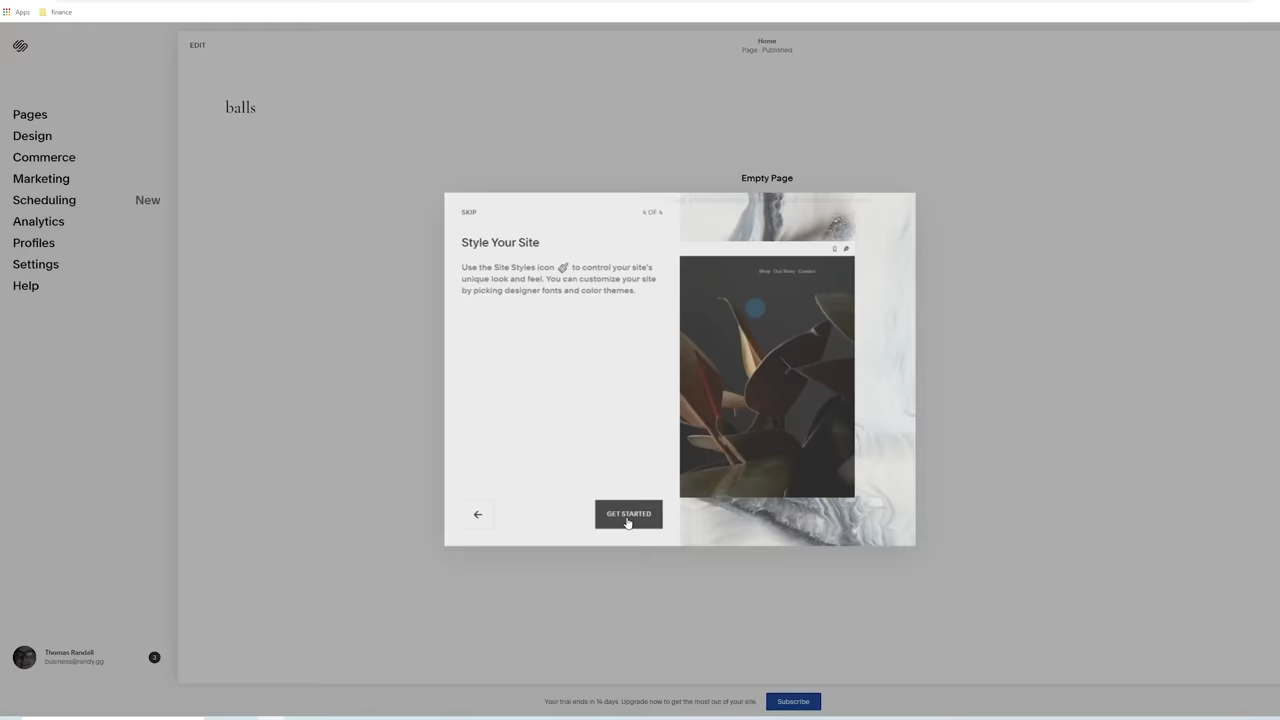 Apps
finance
EDIT
Home
Page · Published
balls
Pages
Design
Commerce
Marketing
Scheduling New
Analytics
Profiles
Settings
Help
Empty Page
SKIP
4 OF 4
Style Your Site
Use the Site Styles icon to control your site's
unique look and feel. You can customize your site
by picking designer fonts and color themes.
Shop Our Story Contact
GET STARTED
Thomas Randall
business@randy.gg
3
Your trial ends in 14 days. Upgrade now to get the most out of your site.
Subscribe